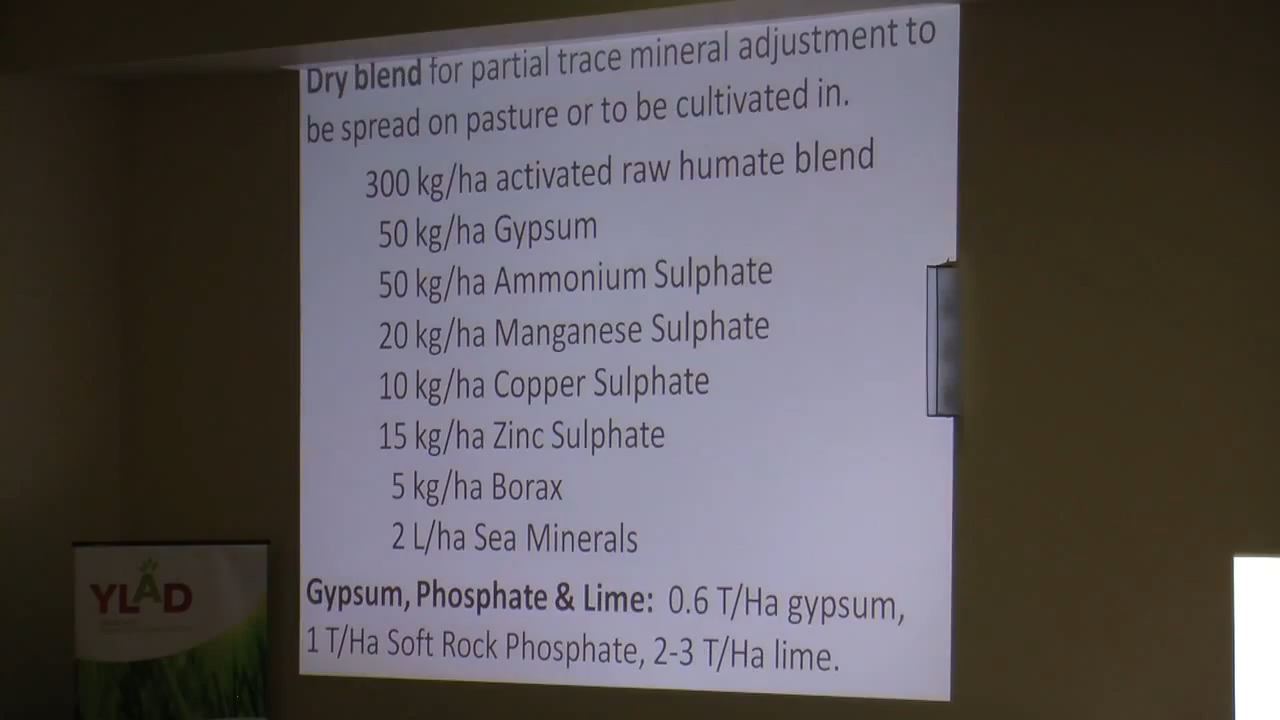 Dry blend for partial trace mineral adjustment to
be spread on pasture or to be cultivated in.
300 kg/ha activated raw humate blend
50 kg/ha Gypsum
50 kg/ha Ammonium Sulphate
20 kg/ha Manganese Sulphate
10 kg/ha Copper Sulphate
15 kg/ha Zinc Sulphate
5 kg/ha Borax
2 L/ha Sea Minerals
Gypsum, Phosphate & Lime: 0.6 T/Ha gypsum,
1 T/Ha Soft Rock Phosphate, 2-3 T/Ha lime.
YLAD